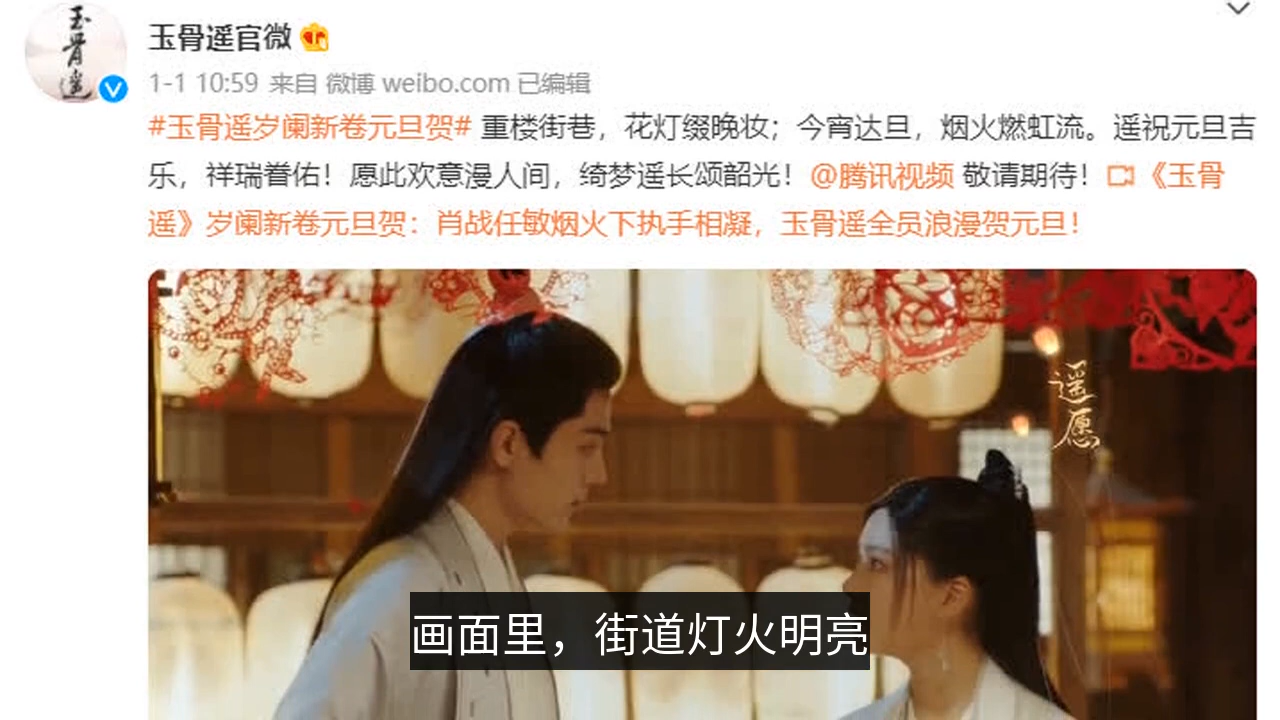 玉骨遥
玉骨遥官微
1-1 10:59 来自 微博 weibo.com 已编辑
#玉骨遥岁阑新卷元旦贺# 重楼街巷，花灯缀晚妆；今宵达旦，烟火燃虹流。遥祝元旦吉
乐，祥瑞眷佑！愿此欢意漫人间，绮梦遥长颂韶光！@腾讯视频 敬请期待！《玉骨
遥》岁阑新卷元旦贺：肖战任敏烟火下执手相凝，玉骨遥全员浪漫贺元旦！
遥愿
画面里，街道灯火明亮